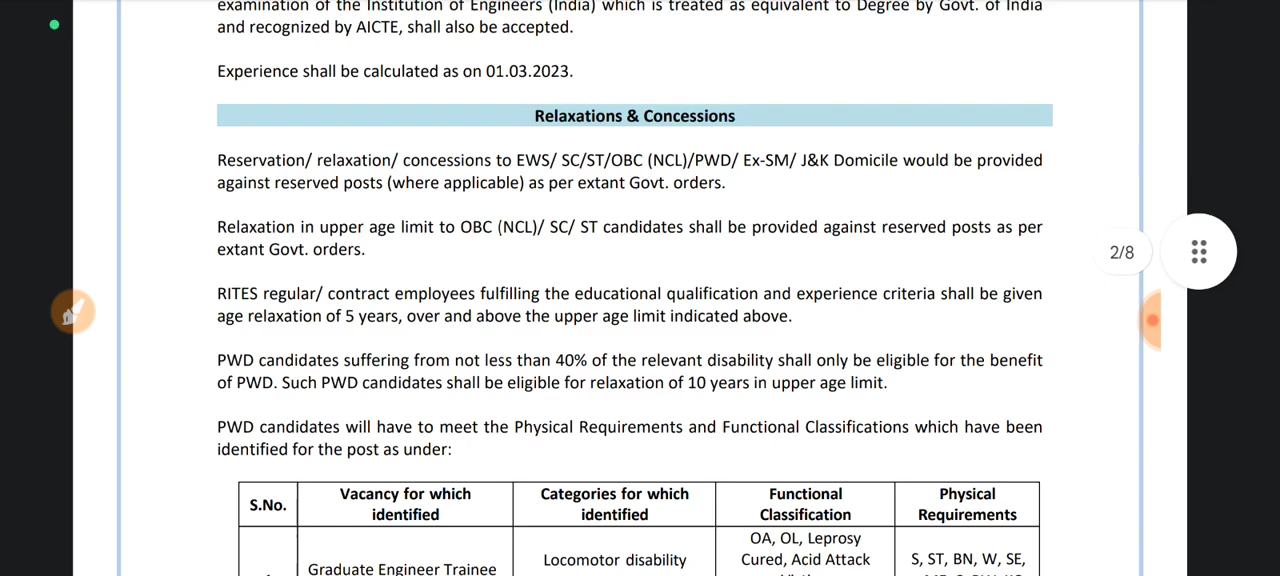 examination of the Institution of Engineers (India) which is treated as equivalent to Degree by Govt. of India
and recognized by AICTE, shall also be accepted.
Experience shall be calculated as on 01.03.2023.
Relaxations & Concessions
Reservation/ relaxation/ concessions to EWS/ SC/ST/OBC (NCL)/PWD/ Ex-SM/ J&K Domicile would be provided
against reserved posts (where applicable) as per extant Govt. orders.
Relaxation in upper age limit to OBC (NCL)/ SC/ ST candidates shall be provided against reserved posts as per
extant Govt. orders.
2/8
RITES regular/ contract employees fulfilling the educational qualification and experience criteria shall be given
age relaxation of 5 years, over and above the upper age limit indicated above.
PWD candidates suffering from not less than 40% of the relevant disability shall only be eligible for the benefit
of PWD. Such PWD candidates shall be eligible for relaxation of 10 years in upper age limit.
PWD candidates will have to meet the Physical Requirements and Functional Classifications which have been
identified for the post as under:
S.No.
Vacancy for which
identified
Categories for which
identified
Functional
Classification
Physical
Requirements
Graduate Engineer Trainee
Locomotor disability
OA, OL, Leprosy
Cured, Acid Attack
S, ST, BN, W, SE,